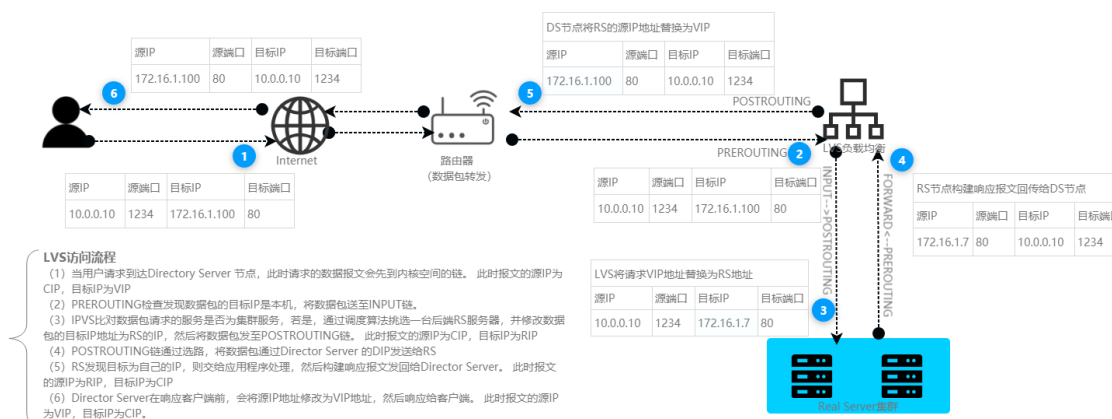 DS节点将RS的源IP地址替换为VIP
源IP 源端口 目标IP 目标端口
172.16.1.100 80 10.0.0.10 1234
源IP 源端口 目标IP 目标端口
172.16.1.100 80 10.0.0.10 1234
6
5
POSTROUTING
1
Internet
路由器
（数据包转发）
PREROUTING
2
LVS负载均衡
4
源IP 源端口 目标IP 目标端口
10.0.0.10 1234 172.16.1.100 80
源IP 源端口 目标IP 目标端口
10.0.0.10 1234 172.16.1.100 80
INPUT-->POSTROUTING
FORWARD<--PREROUTING
RS节点构建响应报文回传给DS节点
源IP 源端口 目标IP 目标端口
172.16.1.7 80 10.0.0.10 1234
LVS将请求VIP地址替换为RS地址
源IP 源端口 目标IP 目标端口
10.0.0.10 1234 172.16.1.7 80
3
Real Server集群
LVS访问流程
（1）当用户请求到达Directory Server 节点，此时请求的数据报文会先到内核空间的链。 此时报文的源IP为
CIP，目标IP为VIP
（2）PREROUTING检查发现数据包的目标IP是本机，将数据包送至INPUT链。
（3）IPVS比对数据包请求的服务是否为集群服务，若是，通过调度算法挑选一台后端RS服务器，并修改数据
包的目标IP地址为RS的IP，然后将数据包发至POSTROUTING链。 此时报文的源IP为CIP，目标IP为RIP
（4）POSTROUTING链通过选路，将数据包通过Director Server 的DIP发送给RS
（5）RS发现目标为自己的IP，则交给应用程序处理，然后构建响应报文发回给Director Server。 此时报文
的源IP为RIP，目标IP为CIP
（6）Director Server在响应客户端前，会将源IP地址修改为VIP地址，然后响应给客户端。 此时报文的源IP
为VIP，目标IP为CIP。